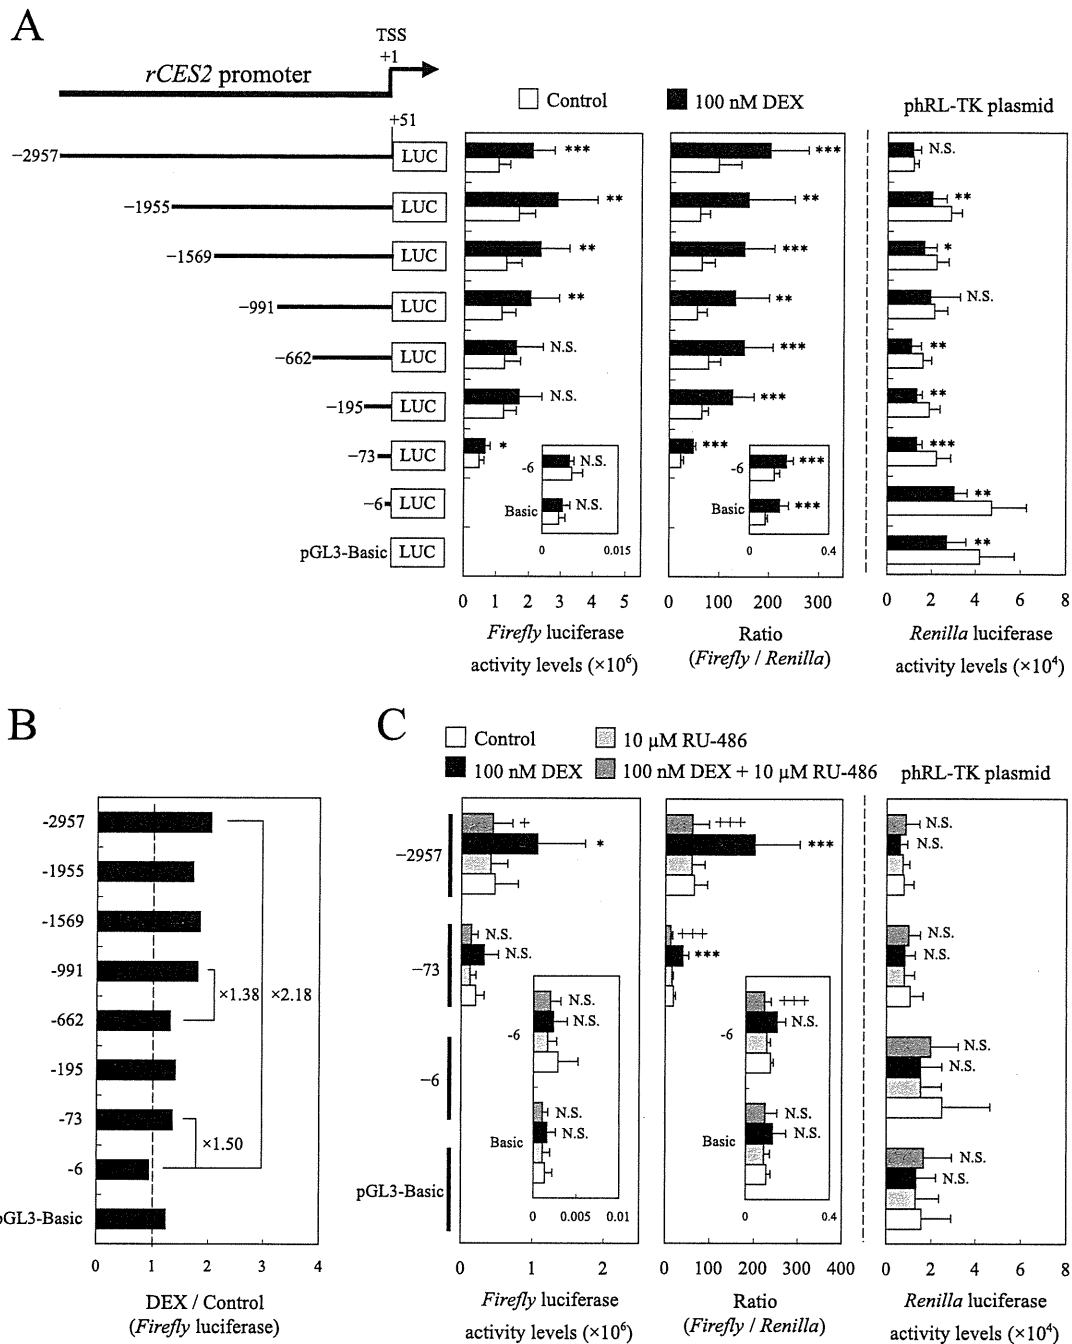 A
TSS
+1
rCES2 promoter
Control
100 nM DEX
phRL-TK plasmid
+51
−2957 LUC *** *** N.S.
−1955 LUC ** ** **
−1569 LUC ** *** *
−991 LUC ** ** N.S.
−662 LUC N.S. *** **
−195 LUC N.S. *** **
−73 LUC * *** ***
-6 N.S. -6 ***
−6 LUC **
Basic N.S. Basic ***
0 0.015 0 0.4
pGL3-Basic LUC **
0 1 2 3 4 5 0 100 200 300 0 2 4 6 8
Firefly luciferase Ratio Renilla luciferase
activity levels (×10⁶) (Firefly / Renilla) activity levels (×10⁴)
B
-2957
-1955
-1569
-991
×1.38 ×2.18
-662
-195
-73
×1.50
-6
pGL3-Basic
0 1 2 3 4
DEX / Control
(Firefly luciferase)
C
Control 10 µM RU-486
100 nM DEX 100 nM DEX + 10 µM RU-486 phRL-TK plasmid
+ +++ N.S.
−2957 * *** N.S.
N.S. +++ N.S.
−73 N.S. *** N.S.
N.S. +++
-6 N.S. -6 N.S.
−6 N.S.
N.S.
N.S. N.S.
Basic N.S. Basic N.S.
pGL3-Basic N.S.
N.S.
0 0.005 0.01 0 0.4
0 1 2 0 100 200 300 400 0 2 4 6 8
Firefly luciferase Ratio Renilla luciferase
activity levels (×10⁶) (Firefly / Renilla) activity levels (×10⁴)